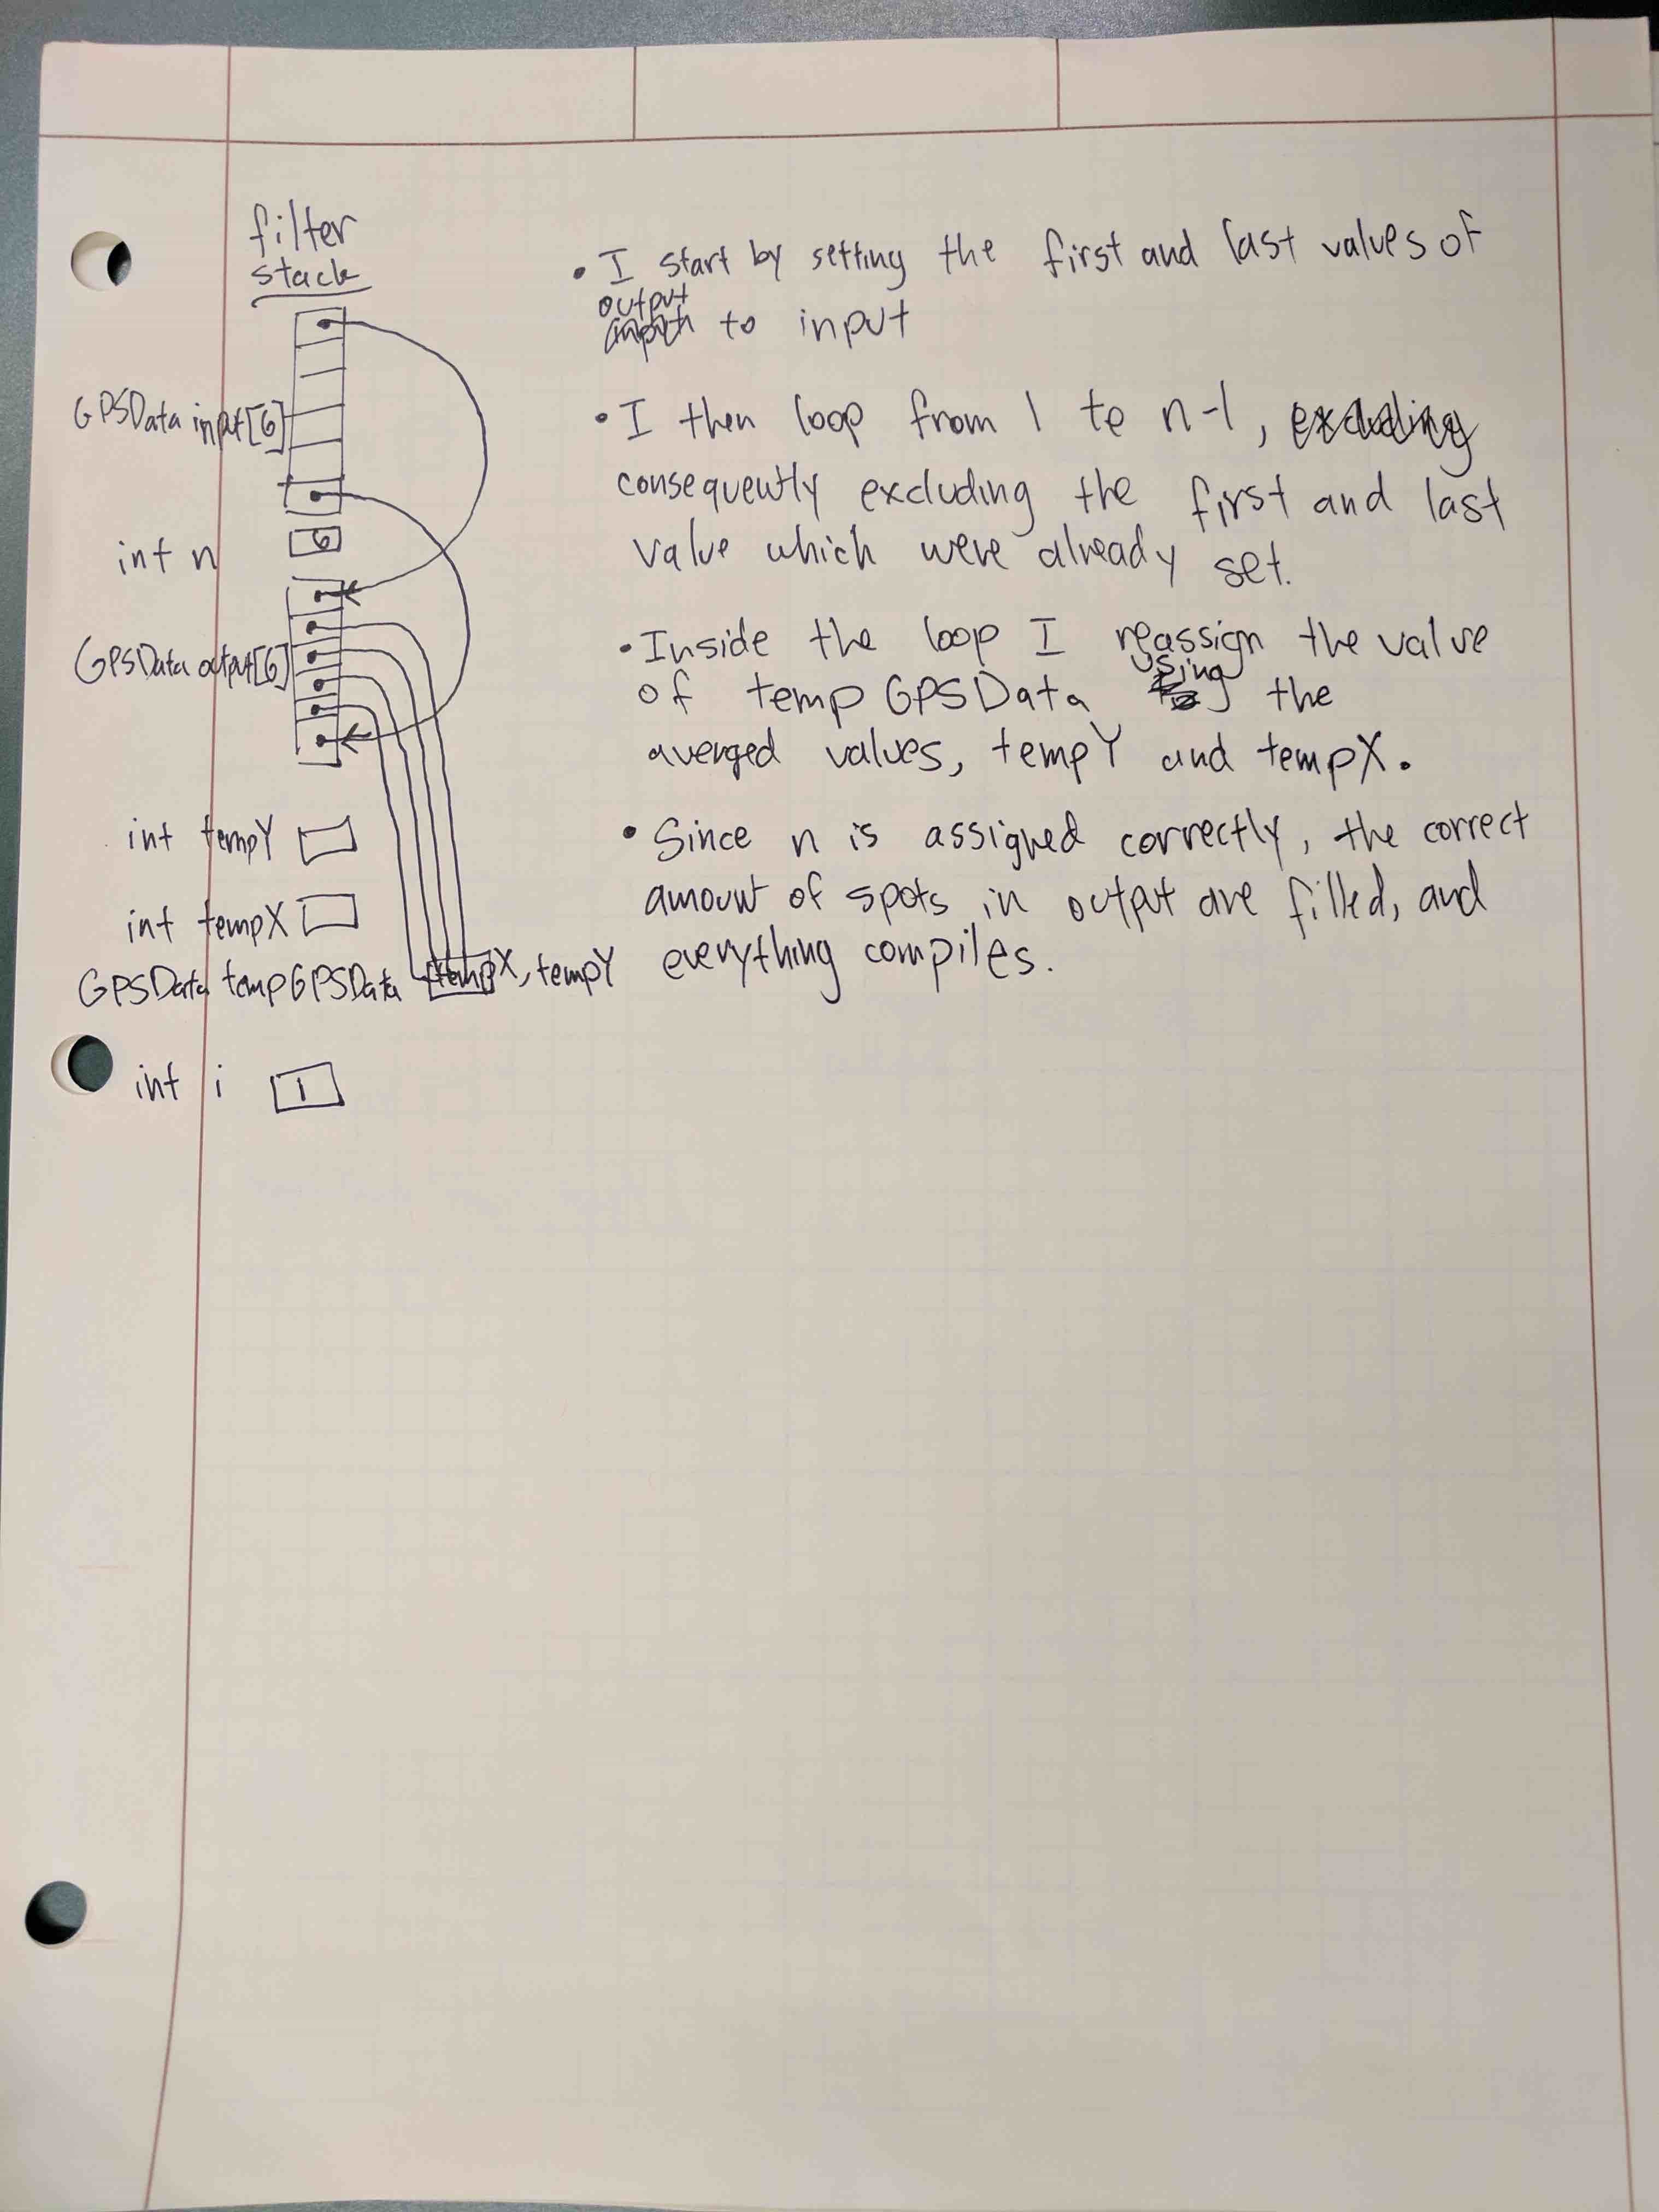 filter
stack
GPSData input[6]
int n 6
GPSData output[6]
int tempY
int tempX
GPSData tempGPSData tempX, tempY
int i 1
• I start by setting the first and last values of
output
to input
• I then loop from 1 to n-1, excluding
consequently excluding the first and last
value which were already set.
• Inside the loop I reassign the value
of tempGPSData using the
averaged values, tempY and tempX.
• Since n is assigned correctly, the correct
amount of spots in output are filled, and
everything compiles.